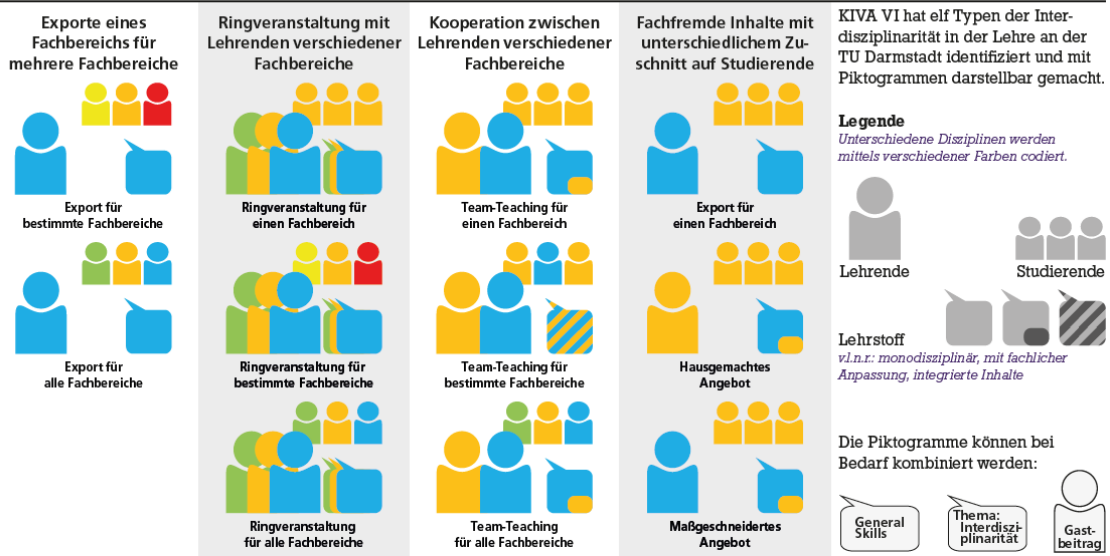 Exporte eines
Fachbereichs für
mehrere Fachbereiche
Export für
bestimmte Fachbereiche
Export für
alle Fachbereiche
Ringveranstaltung mit
Lehrenden verschiedener
Fachbereiche
Ringveranstaltung für
einen Fachbereich
Ringveranstaltung für
bestimmte Fachbereiche
Ringveranstaltung
für alle Fachbereiche
Kooperation zwischen
Lehrenden verschiedener
Fachbereiche
Team-Teaching für
einen Fachbereich
Team-Teaching für
bestimmte Fachbereiche
Team-Teaching
für alle Fachbereiche
Fachfremde Inhalte mit
unterschiedlichem Zu-
schnitt auf Studierende
Export für
einen Fachbereich
Hausgemachtes
Angebot
Maßgeschneidertes
Angebot
KIVA VI hat elf Typen der Inter-
disziplinarität in der Lehre an der
TU Darmstadt identifiziert und mit
Piktogrammen darstellbar gemacht.
Legende
Unterschiedene Disziplinen werden
mittels verschiedener Farben codiert.
Lehrende
Studierende
Lehrstoff
v.l.n.r.: monodisziplinär, mit fachlicher
Anpassung, integrierte Inhalte
Die Piktogramme können bei
Bedarf kombiniert werden:
General
Skills
Thema:
Interdiszi-
plinarität
Gast-
beitrag